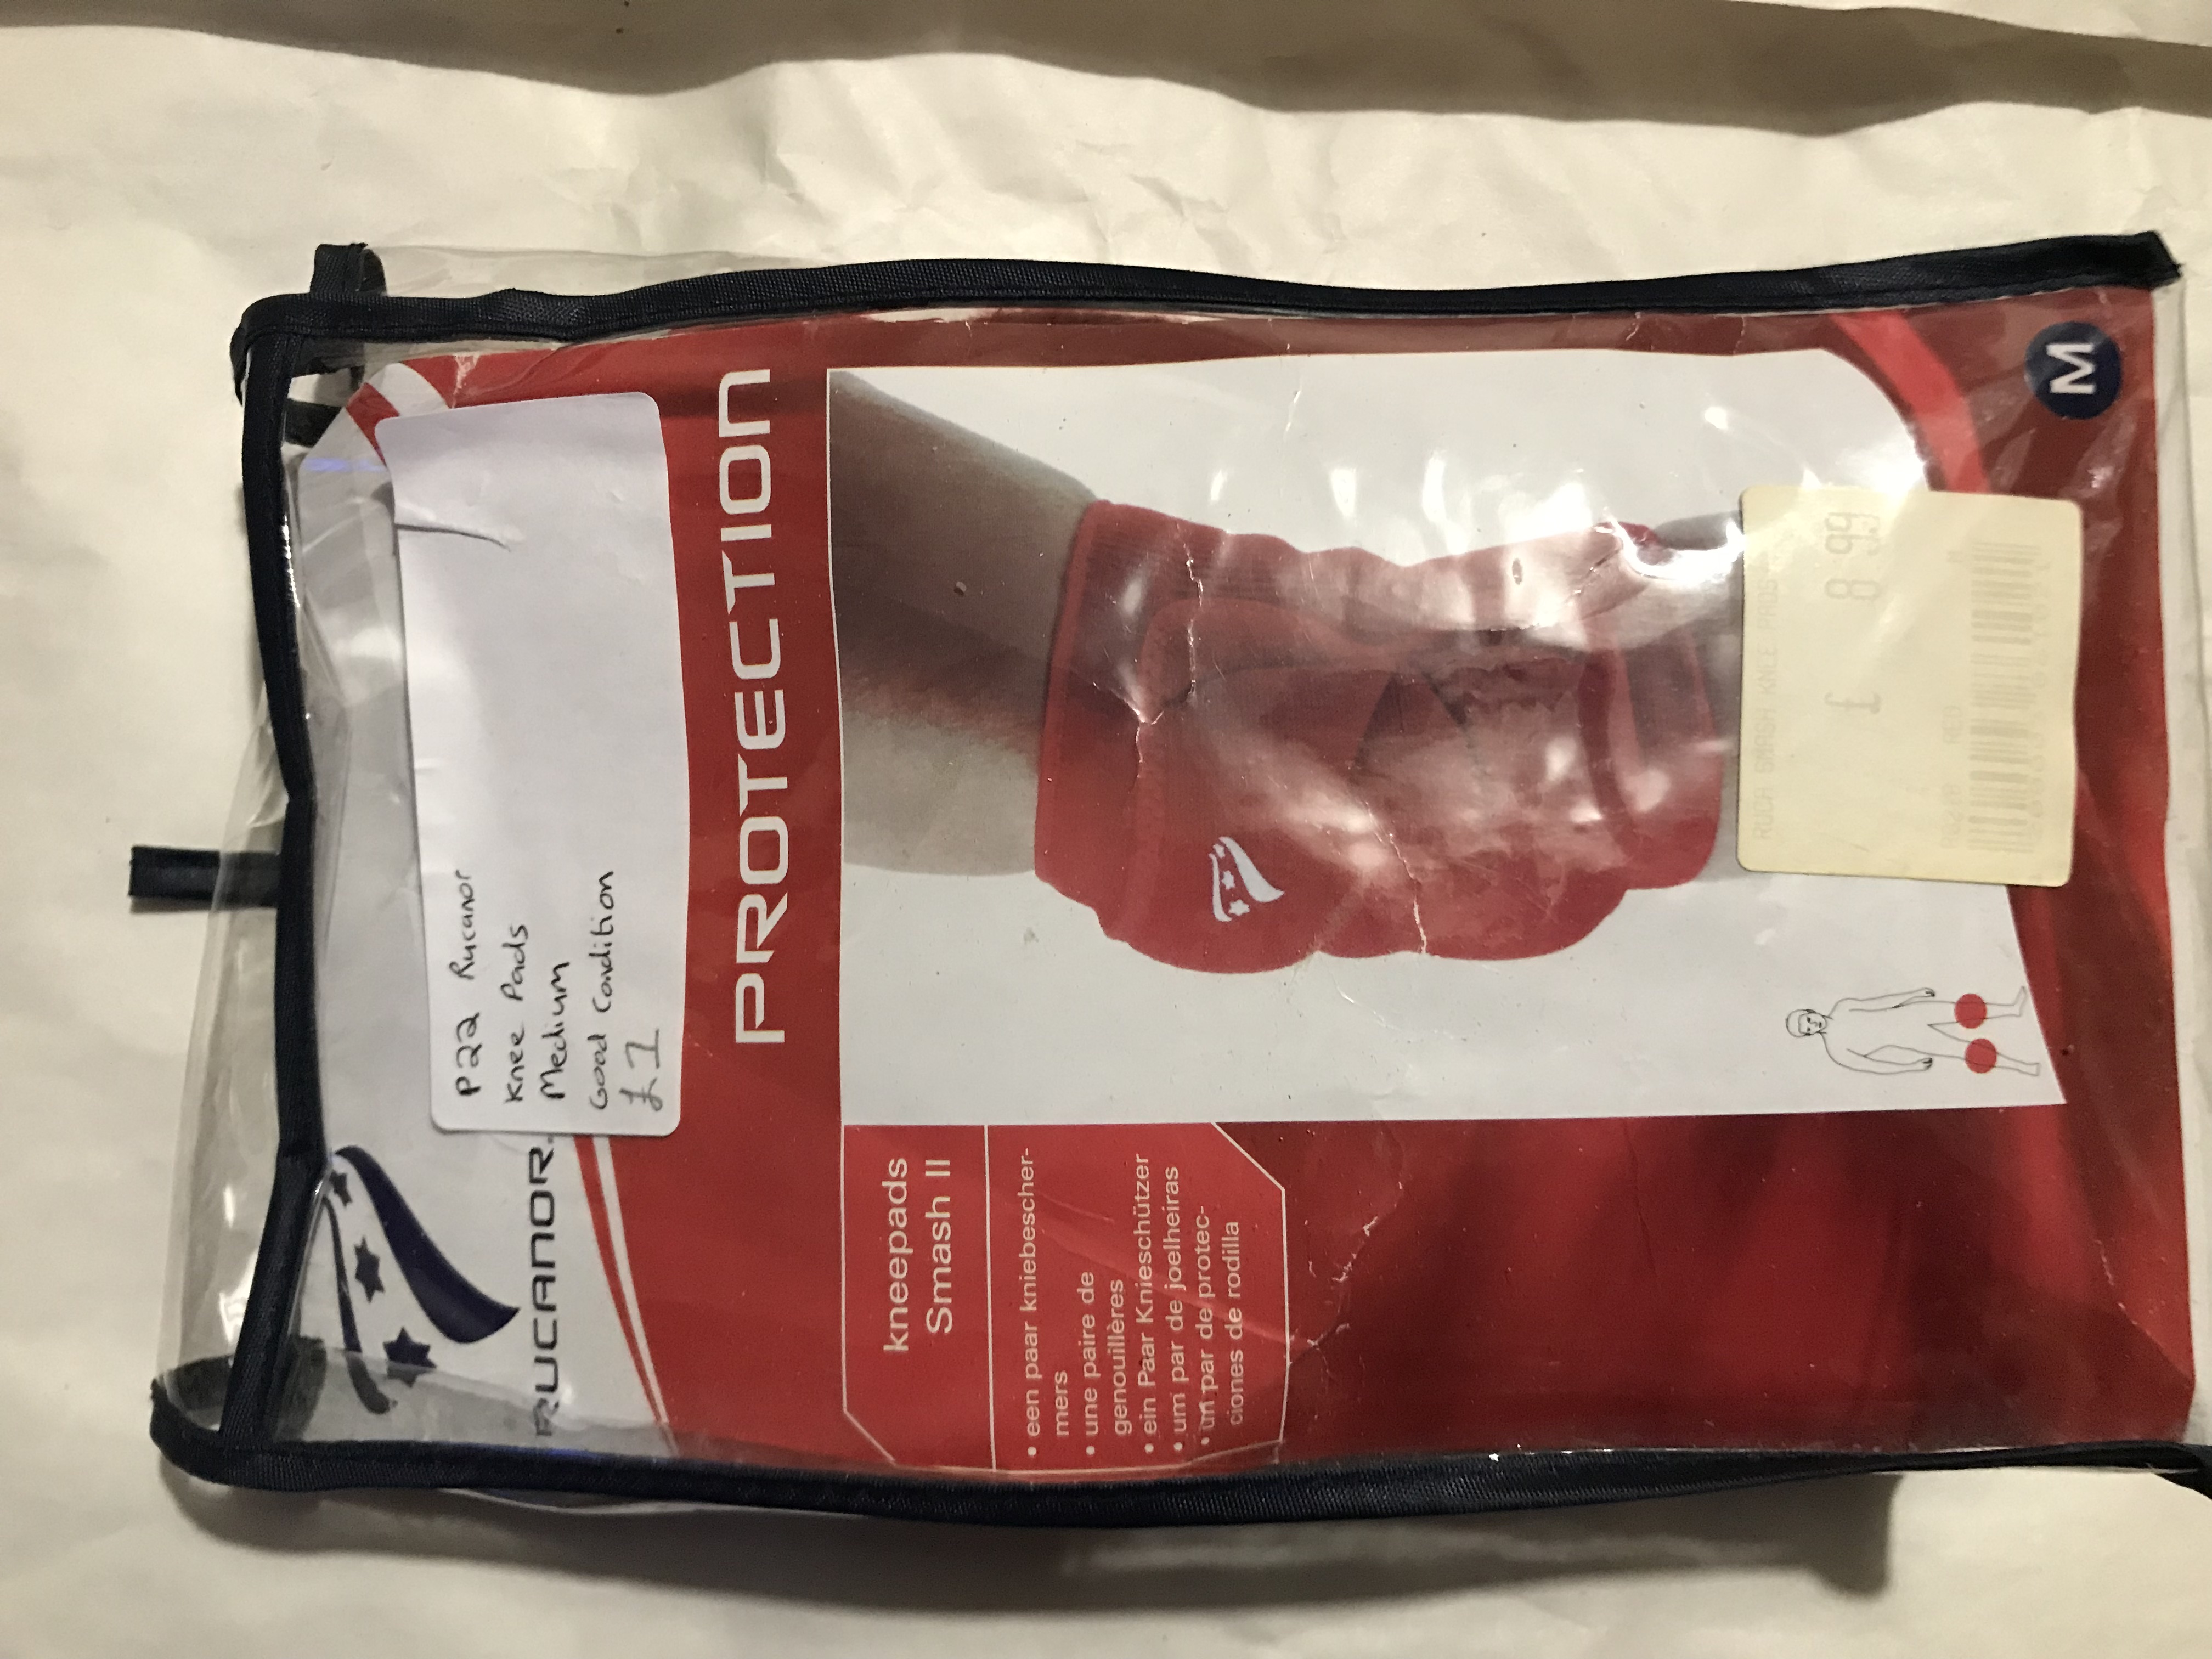 RUCANOR
P22 Rucanor
Knee Pads
Medium
Good Condition
£1
PROTECTION
kneepads
Smash II
• een paar kniebescher-
mers
• une paire de
genouillères
• ein Paar Knieschützer
• um par de joelheiras
• un par de protec-
ciones de rodilla
RUCA SMASH KNEE PADS
£ 8 99
RED M
M